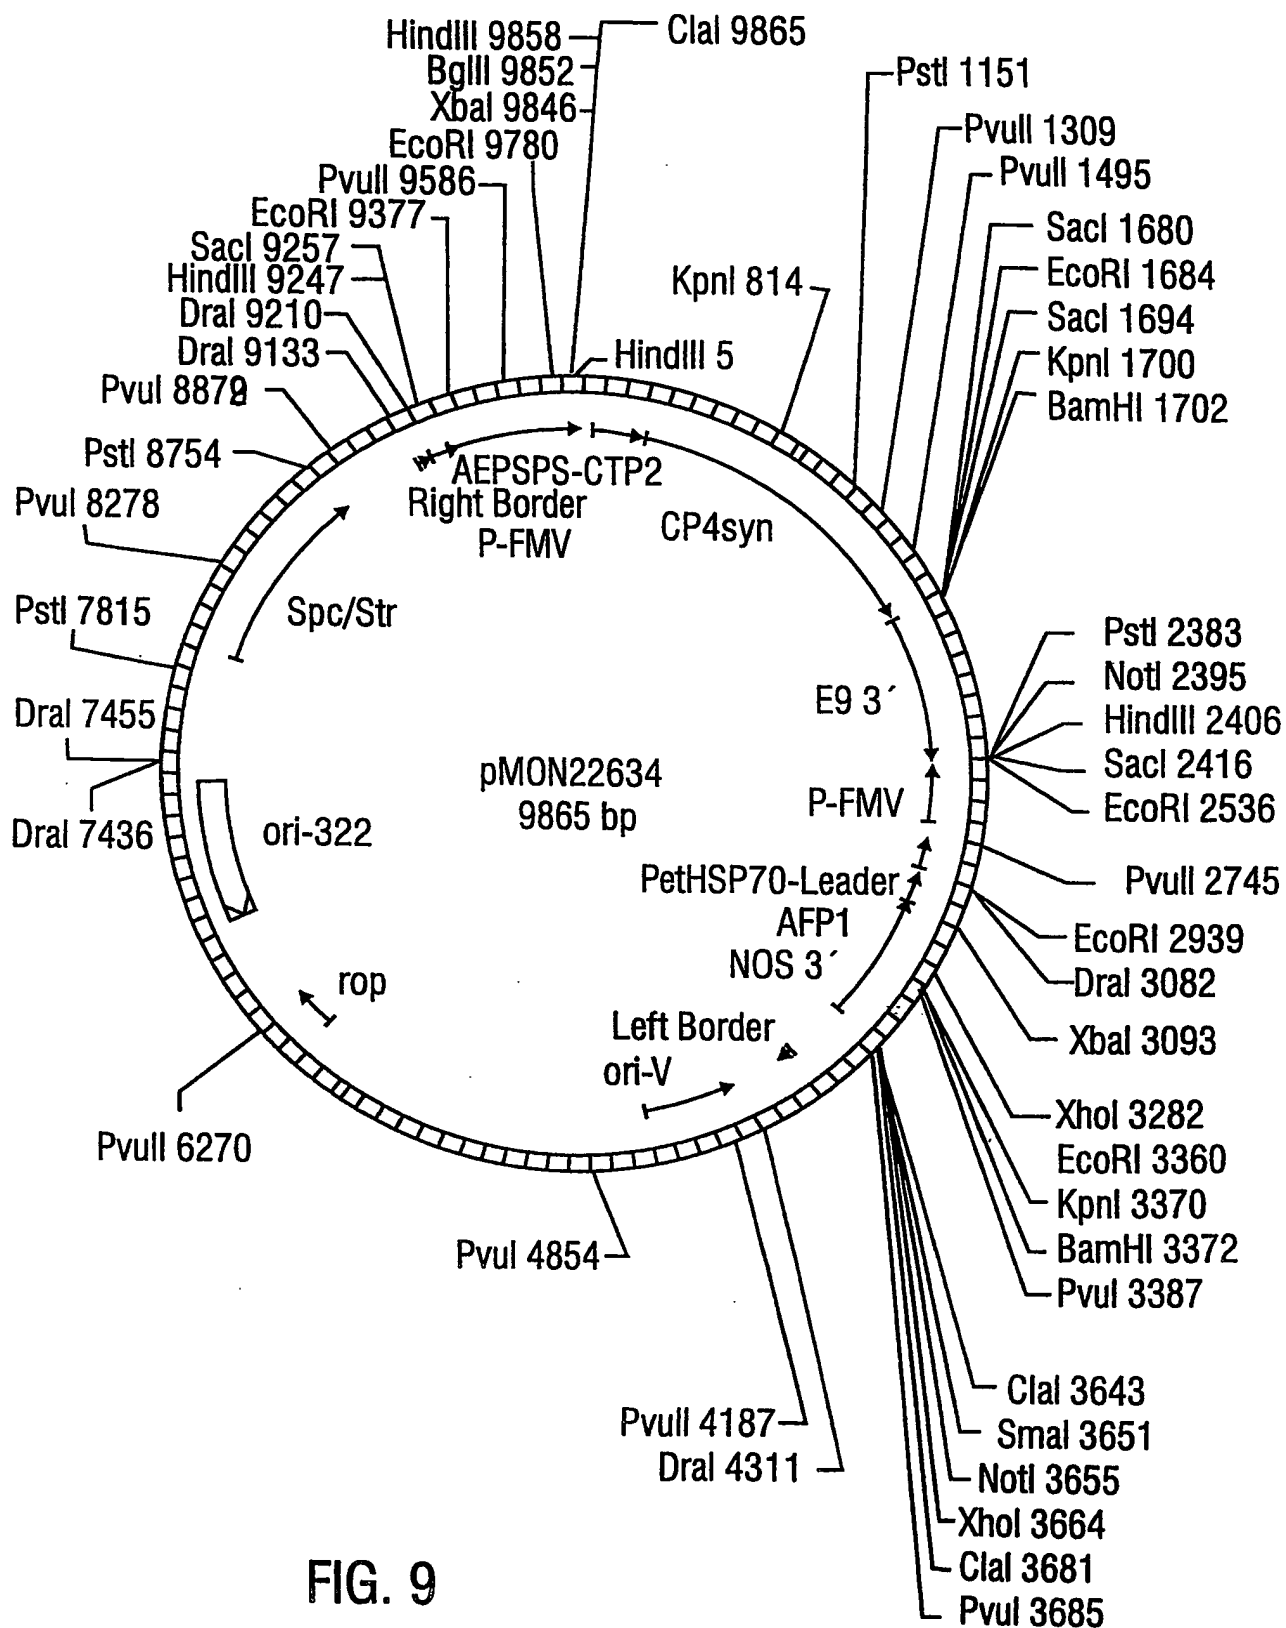 HindIII 9858
BglII 9852
XbaI 9846
EcoRI 9780
PvuII 9586
EcoRI 9377
SacI 9257
HindIII 9247
DraI 9210
DraI 9133
PvuI 8879
PstI 8754
PvuI 8278
PstI 7815
DraI 7455
DraI 7436
ClaI 9865
PstI 1151
PvuII 1309
PvuII 1495
SacI 1680
EcoRI 1684
SacI 1694
KpnI 1700
BamHI 1702
KpnI 814
HindIII 5
AEPSPS-CTP2
Right Border
P-FMV
CP4syn
Spc/Str
E9 3´
pMON22634
9865 bp
P-FMV
ori-322
PetHSP70-Leader
AFP1
NOS 3´
rop
Left Border
ori-V
PstI 2383
NotI 2395
HindIII 2406
SacI 2416
EcoRI 2536
PvuII 2745
EcoRI 2939
DraI 3082
XbaI 3093
XhoI 3282
EcoRI 3360
KpnI 3370
BamHI 3372
PvuI 3387
PvuII 6270
PvuI 4854
PvuII 4187
DraI 4311
ClaI 3643
SmaI 3651
NotI 3655
XhoI 3664
ClaI 3681
PvuI 3685
FIG. 9